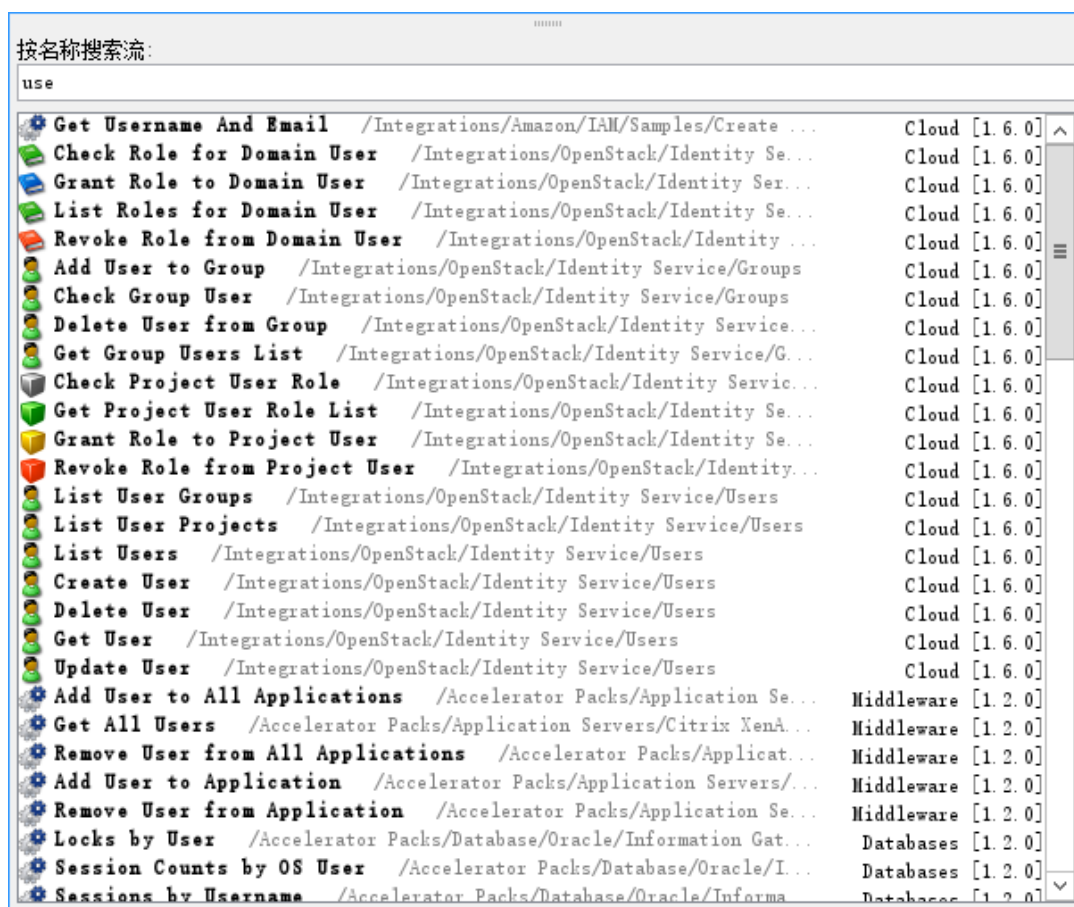 按名称搜索流:
use
Get Username And Email /Integrations/Amazon/IAM/Samples/Create ... Cloud [1.6.0]
Check Role for Domain User /Integrations/OpenStack/Identity Se... Cloud [1.6.0]
Grant Role to Domain User /Integrations/OpenStack/Identity Ser... Cloud [1.6.0]
List Roles for Domain User /Integrations/OpenStack/Identity Se... Cloud [1.6.0]
Revoke Role from Domain User /Integrations/OpenStack/Identity ... Cloud [1.6.0]
Add User to Group /Integrations/OpenStack/Identity Service/Groups Cloud [1.6.0]
Check Group User /Integrations/OpenStack/Identity Service/Groups Cloud [1.6.0]
Delete User from Group /Integrations/OpenStack/Identity Service... Cloud [1.6.0]
Get Group Users List /Integrations/OpenStack/Identity Service/G... Cloud [1.6.0]
Check Project User Role /Integrations/OpenStack/Identity Servic... Cloud [1.6.0]
Get Project User Role List /Integrations/OpenStack/Identity Se... Cloud [1.6.0]
Grant Role to Project User /Integrations/OpenStack/Identity Se... Cloud [1.6.0]
Revoke Role from Project User /Integrations/OpenStack/Identity... Cloud [1.6.0]
List User Groups /Integrations/OpenStack/Identity Service/Users Cloud [1.6.0]
List User Projects /Integrations/OpenStack/Identity Service/Users Cloud [1.6.0]
List Users /Integrations/OpenStack/Identity Service/Users Cloud [1.6.0]
Create User /Integrations/OpenStack/Identity Service/Users Cloud [1.6.0]
Delete User /Integrations/OpenStack/Identity Service/Users Cloud [1.6.0]
Get User /Integrations/OpenStack/Identity Service/Users Cloud [1.6.0]
Update User /Integrations/OpenStack/Identity Service/Users Cloud [1.6.0]
Add User to All Applications /Accelerator Packs/Application Se... Middleware [1.2.0]
Get All Users /Accelerator Packs/Application Servers/Citrix XenA... Middleware [1.2.0]
Remove User from All Applications /Accelerator Packs/Applicat... Middleware [1.2.0]
Add User to Application /Accelerator Packs/Application Servers/... Middleware [1.2.0]
Remove User from Application /Accelerator Packs/Application Se... Middleware [1.2.0]
Locks by User /Accelerator Packs/Database/Oracle/Information Gat... Databases [1.2.0]
Session Counts by OS User /Accelerator Packs/Database/Oracle/I... Databases [1.2.0]
Sessions by Username /Accelerator Packs/Database/Oracle/Informa... Databases [1.2.0]